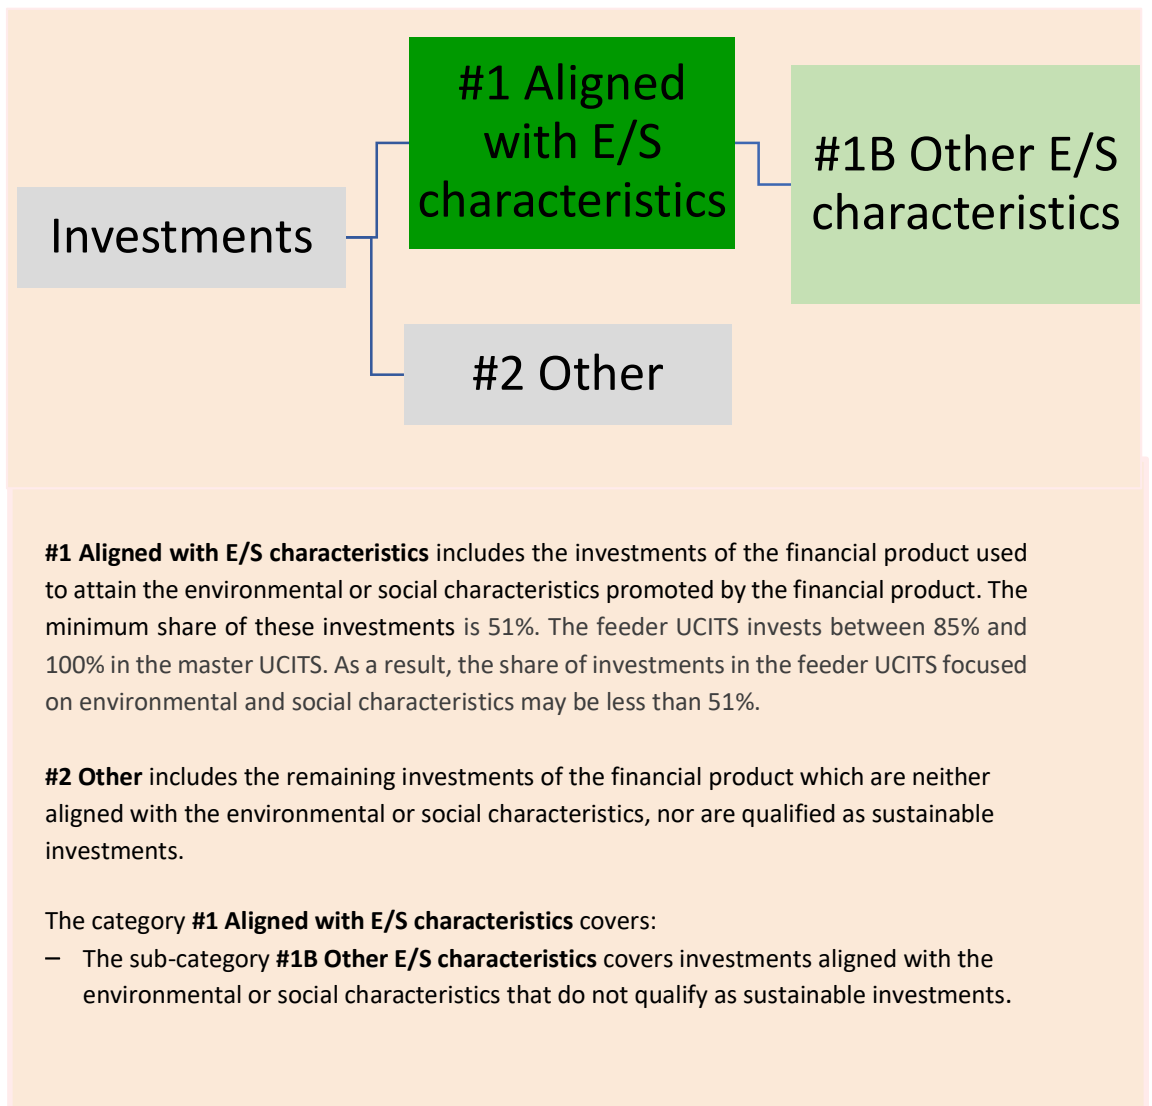 #1 Aligned
with E/S
characteristics
#1B Other E/S
characteristics
Investments
#2 Other
#1 Aligned with E/S characteristics includes the investments of the financial product used
to attain the environmental or social characteristics promoted by the financial product. The
minimum share of these investments is 51%. The feeder UCITS invests between 85% and
100% in the master UCITS. As a result, the share of investments in the feeder UCITS focused
on environmental and social characteristics may be less than 51%.
#2 Other includes the remaining investments of the financial product which are neither
aligned with the environmental or social characteristics, nor are qualified as sustainable
investments.
The category #1 Aligned with E/S characteristics covers:
– The sub-category #1B Other E/S characteristics covers investments aligned with the
environmental or social characteristics that do not qualify as sustainable investments.